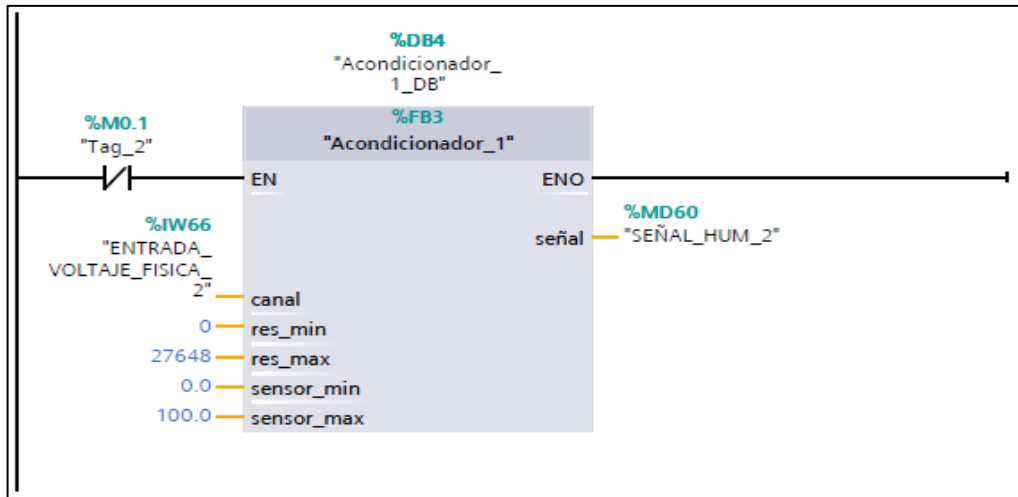 %DB4
"Acondicionador_
1_DB"
%FB3
"Acondicionador_1"
%M0.1
"Tag_2"
EN
ENO
%IW66
"ENTRADA_
VOLTAJE_FISICA_
2"
canal
señal
%MD60
"SEÑAL_HUM_2"
0
res_min
27648
res_max
0.0
sensor_min
100.0
sensor_max